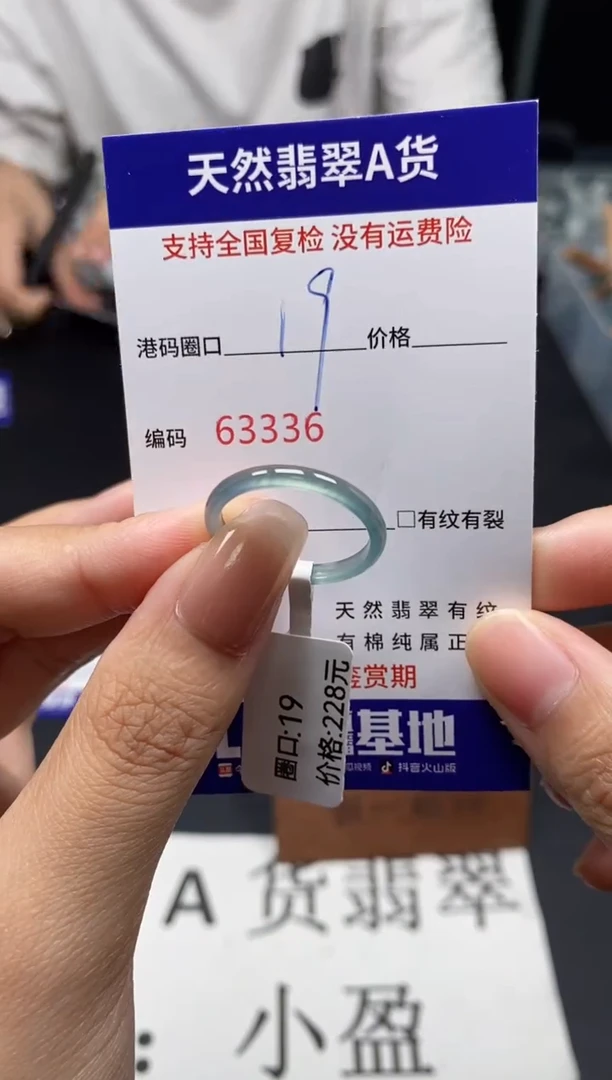 天然翡翠A货
支持全国复检 没有运费险
港码圈口 19 价格
编码 63336
□有纹有裂
天然翡翠有纹
有棉纯属正
鉴赏期
基地
抖音火山版
圈口:19
价格:228元
A货翡翠
：小盈